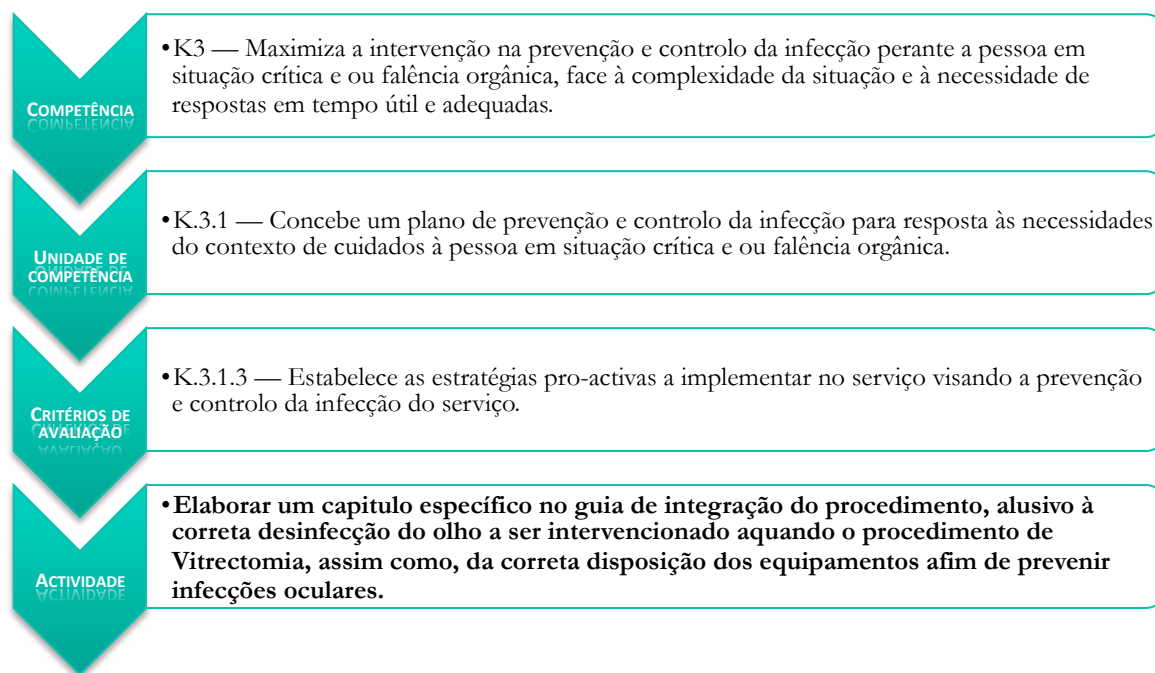 COMPETÊNCIA
•K3 — Maximiza a intervenção na prevenção e controlo da infecção perante a pessoa em
situação crítica e ou falência orgânica, face à complexidade da situação e à necessidade de
respostas em tempo útil e adequadas.
UNIDADE DE
COMPETÊNCIA
•K.3.1 — Concebe um plano de prevenção e controlo da infecção para resposta às necessidades
do contexto de cuidados à pessoa em situação crítica e ou falência orgânica.
CRITÉRIOS DE
AVALIAÇÃO
•K.3.1.3 — Estabelece as estratégias pro-activas a implementar no serviço visando a prevenção
e controlo da infecção do serviço.
ACTIVIDADE
•Elaborar um capitulo específico no guia de integração do procedimento, alusivo à
correta desinfecção do olho a ser intervencionado aquando o procedimento de
Vitrectomia, assim como, da correta disposição dos equipamentos afim de prevenir
infecções oculares.